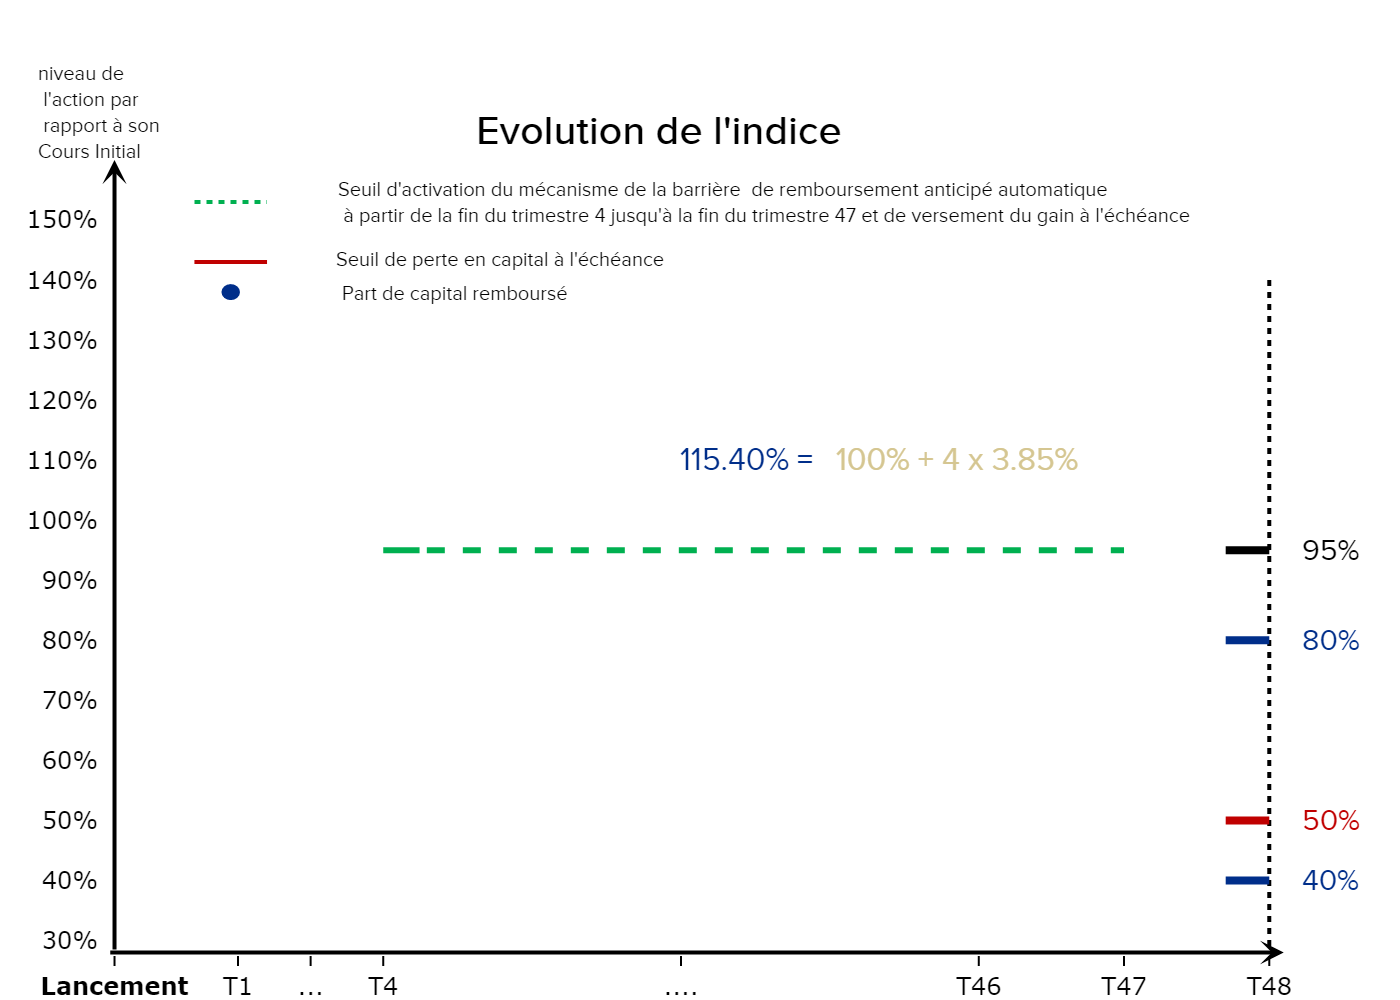 niveau de
l'action par
rapport à son
Cours Initial
Evolution de l'indice
Seuil d'activation du mécanisme de la barrière  de remboursement anticipé automatique
à partir de la fin du trimestre 4 jusqu'à la fin du trimestre 47 et de versement du gain à l'échéance
Seuil de perte en capital à l'échéance
Part de capital remboursé
150%
140%
130%
120%
110%
115.40% = 100% + 4 x 3.85%
100%
95%
90%
80%
80%
70%
60%
50%
50%
40%
40%
30%
Lancement T1 ... T4 .... T46 T47 T48